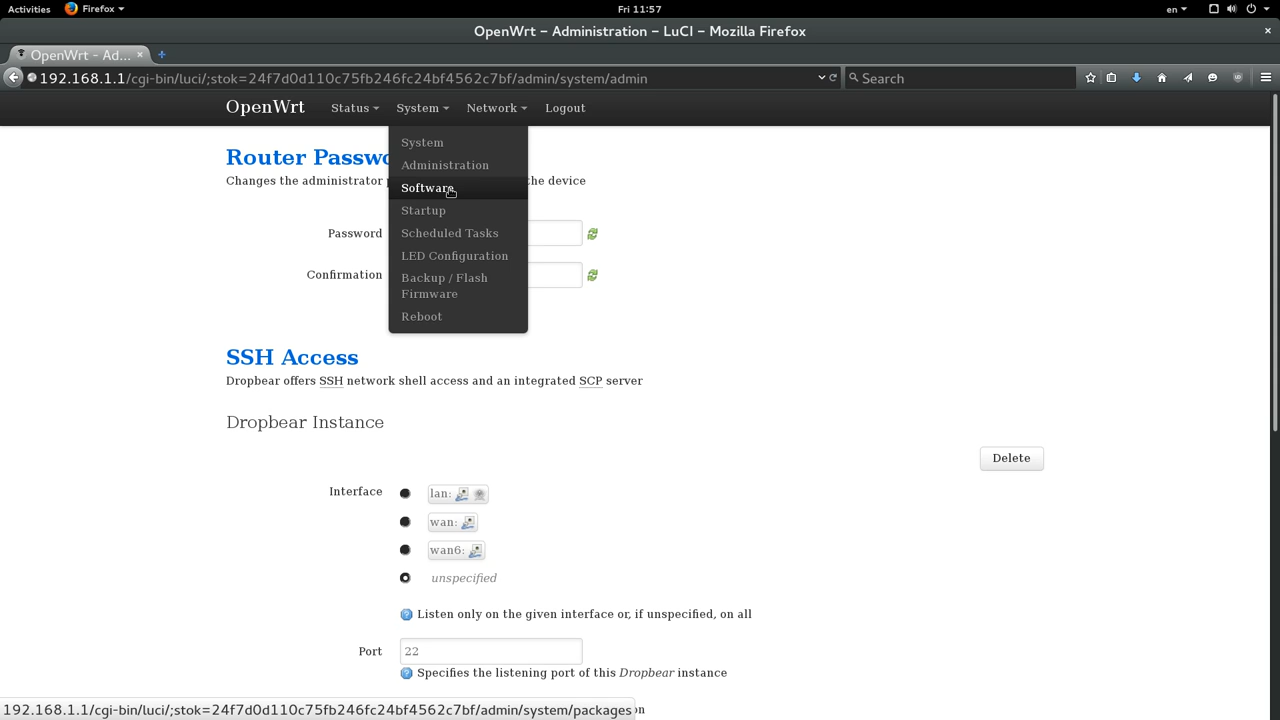 Activities Firefox Fri 11:57 en
OpenWrt – Administration – LuCI – Mozilla Firefox ×
OpenWrt – Ad... × +
192.168.1.1/cgi-bin/luci/;stok=24f7d0d110c75fb246fc24bf4562c7bf/admin/system/admin Search
OpenWrt Status System Network Logout
System
Administration
Software
Startup
Scheduled Tasks
LED Configuration
Backup / Flash
Firmware
Reboot
Router Passwo
Changes the administrator p the device
Password
Confirmation
SSH Access
Dropbear offers SSH network shell access and an integrated SCP server
Dropbear Instance
Delete
Interface lan:
wan:
wan6:
unspecified
Listen only on the given interface or, if unspecified, on all
Port 22
Specifies the listening port of this Dropbear instance
192.168.1.1/cgi-bin/luci/;stok=24f7d0d110c75fb246fc24bf4562c7bf/admin/system/packages on